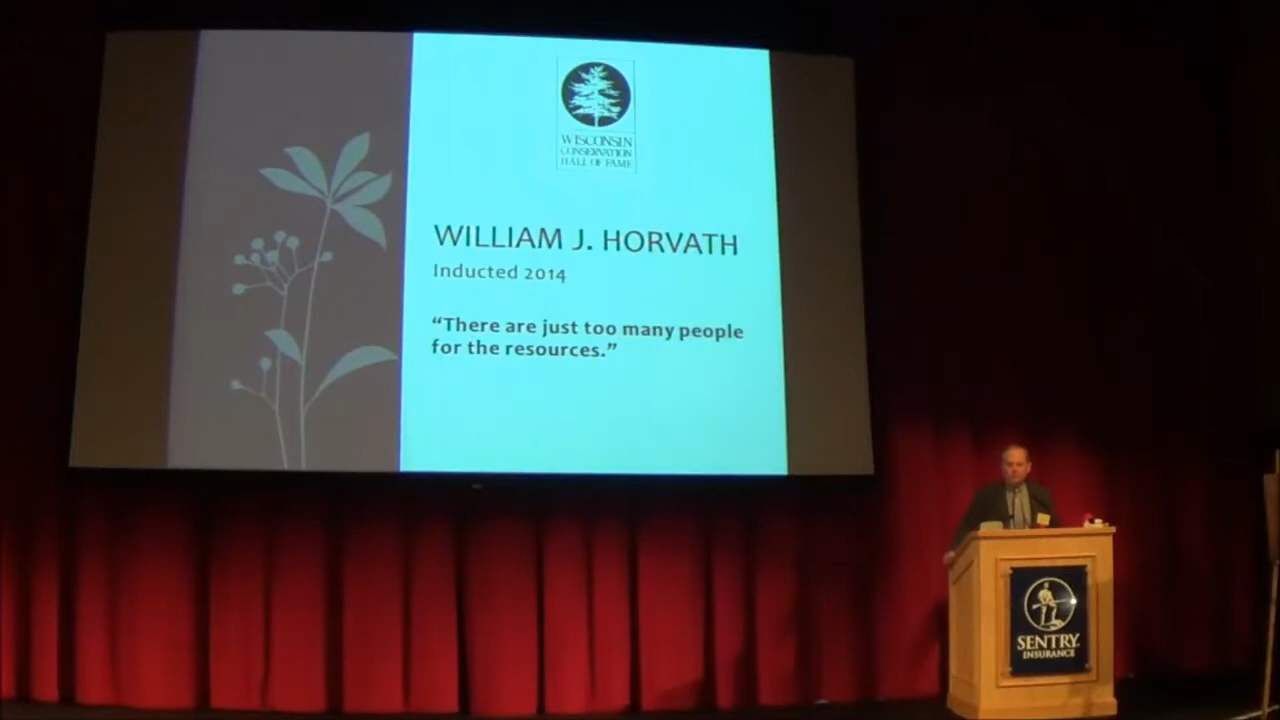 WISCONSIN
CONSERVATION
HALL OF FAME
WILLIAM J. HORVATH
Inducted 2014
“There are just too many people
for the resources.”
SENTRY
INSURANCE